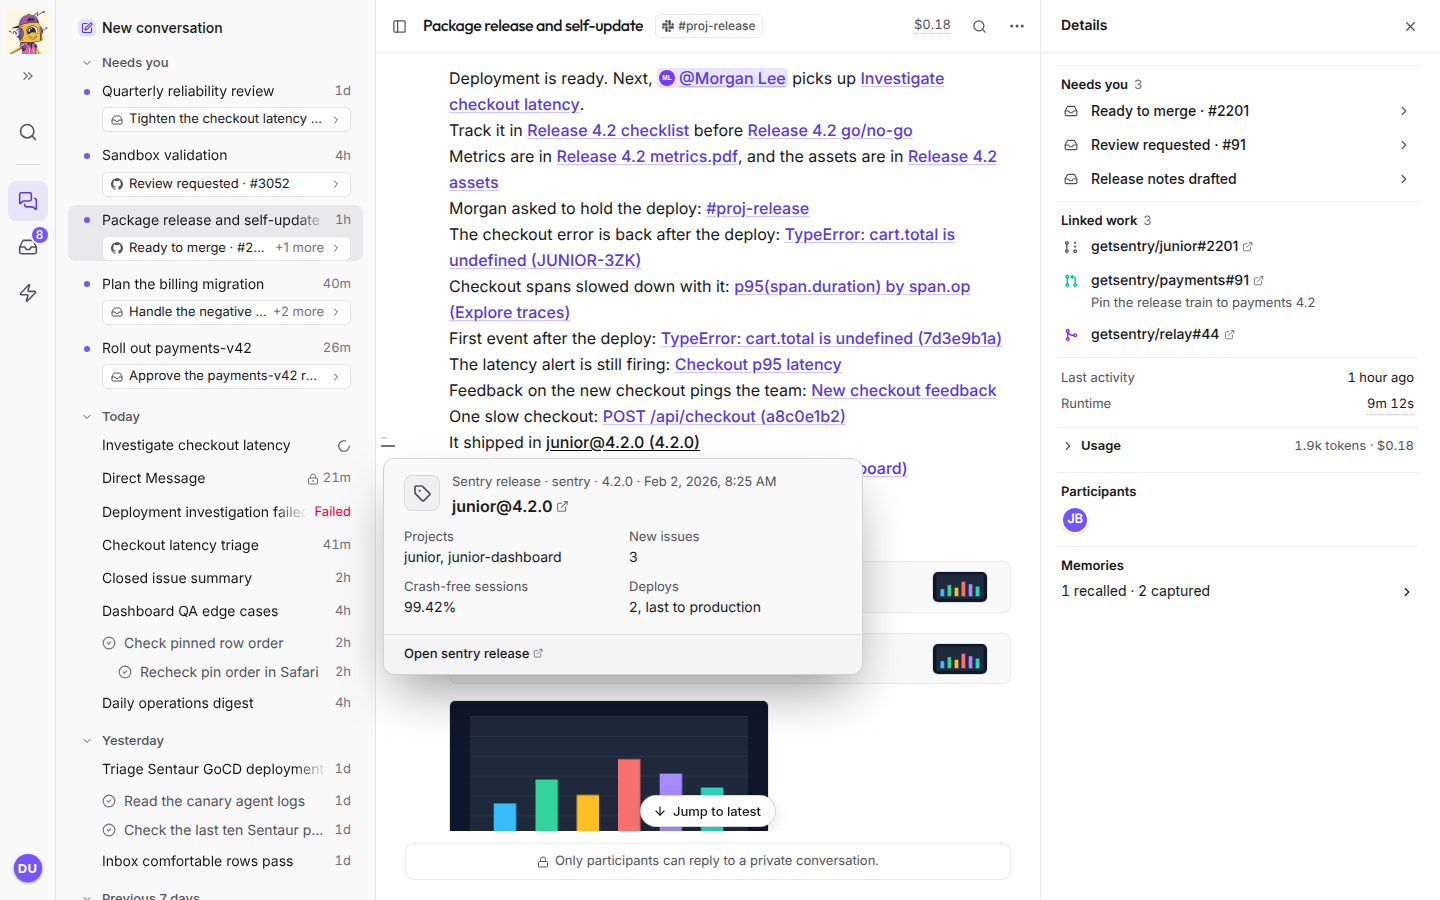 New conversation
Needs you
Quarterly reliability review 1d
Tighten the checkout latency ...
Sandbox validation 4h
Review requested · #3052
Package release and self-update 1h
Ready to merge · #2... +1 more
Plan the billing migration 40m
Handle the negative ... +2 more
Roll out payments-v42 26m
Approve the payments-v42 r...
Today
Investigate checkout latency
Direct Message 21m
Deployment investigation failed Failed
Checkout latency triage 41m
Closed issue summary 2h
Dashboard QA edge cases 4h
Check pinned row order 2h
Recheck pin order in Safari 2h
Daily operations digest 4h
Yesterday
Triage Sentaur GoCD deployment 1d
Read the canary agent logs 1d
Check the last ten Sentaur p... 1d
Inbox comfortable rows pass 1d
Previous 7 days
8
DU
Package release and self-update #proj-release $0.18
Deployment is ready. Next, ML @Morgan Lee picks up Investigate
checkout latency.
Track it in Release 4.2 checklist before Release 4.2 go/no-go
Metrics are in Release 4.2 metrics.pdf, and the assets are in Release 4.2
assets
Morgan asked to hold the deploy: #proj-release
The checkout error is back after the deploy: TypeError: cart.total is
undefined (JUNIOR-3ZK)
Checkout spans slowed down with it: p95(span.duration) by span.op
(Explore traces)
First event after the deploy: TypeError: cart.total is undefined (7d3e9b1a)
The latency alert is still firing: Checkout p95 latency
Feedback on the new checkout pings the team: New checkout feedback
One slow checkout: POST /api/checkout (a8c0e1b2)
It shipped in junior@4.2.0 (4.2.0)
board)
Sentry release · sentry · 4.2.0 · Feb 2, 2026, 8:25 AM
junior@4.2.0
Projects New issues
junior, junior-dashboard 3
Crash-free sessions Deploys
99.42% 2, last to production
Open sentry release
Jump to latest
Only participants can reply to a private conversation.
Details
Needs you 3
Ready to merge · #2201
Review requested · #91
Release notes drafted
Linked work 3
getsentry/junior#2201
getsentry/payments#91
Pin the release train to payments 4.2
getsentry/relay#44
Last activity 1 hour ago
Runtime 9m 12s
Usage 1.9k tokens · $0.18
Participants
JB
Memories
1 recalled · 2 captured